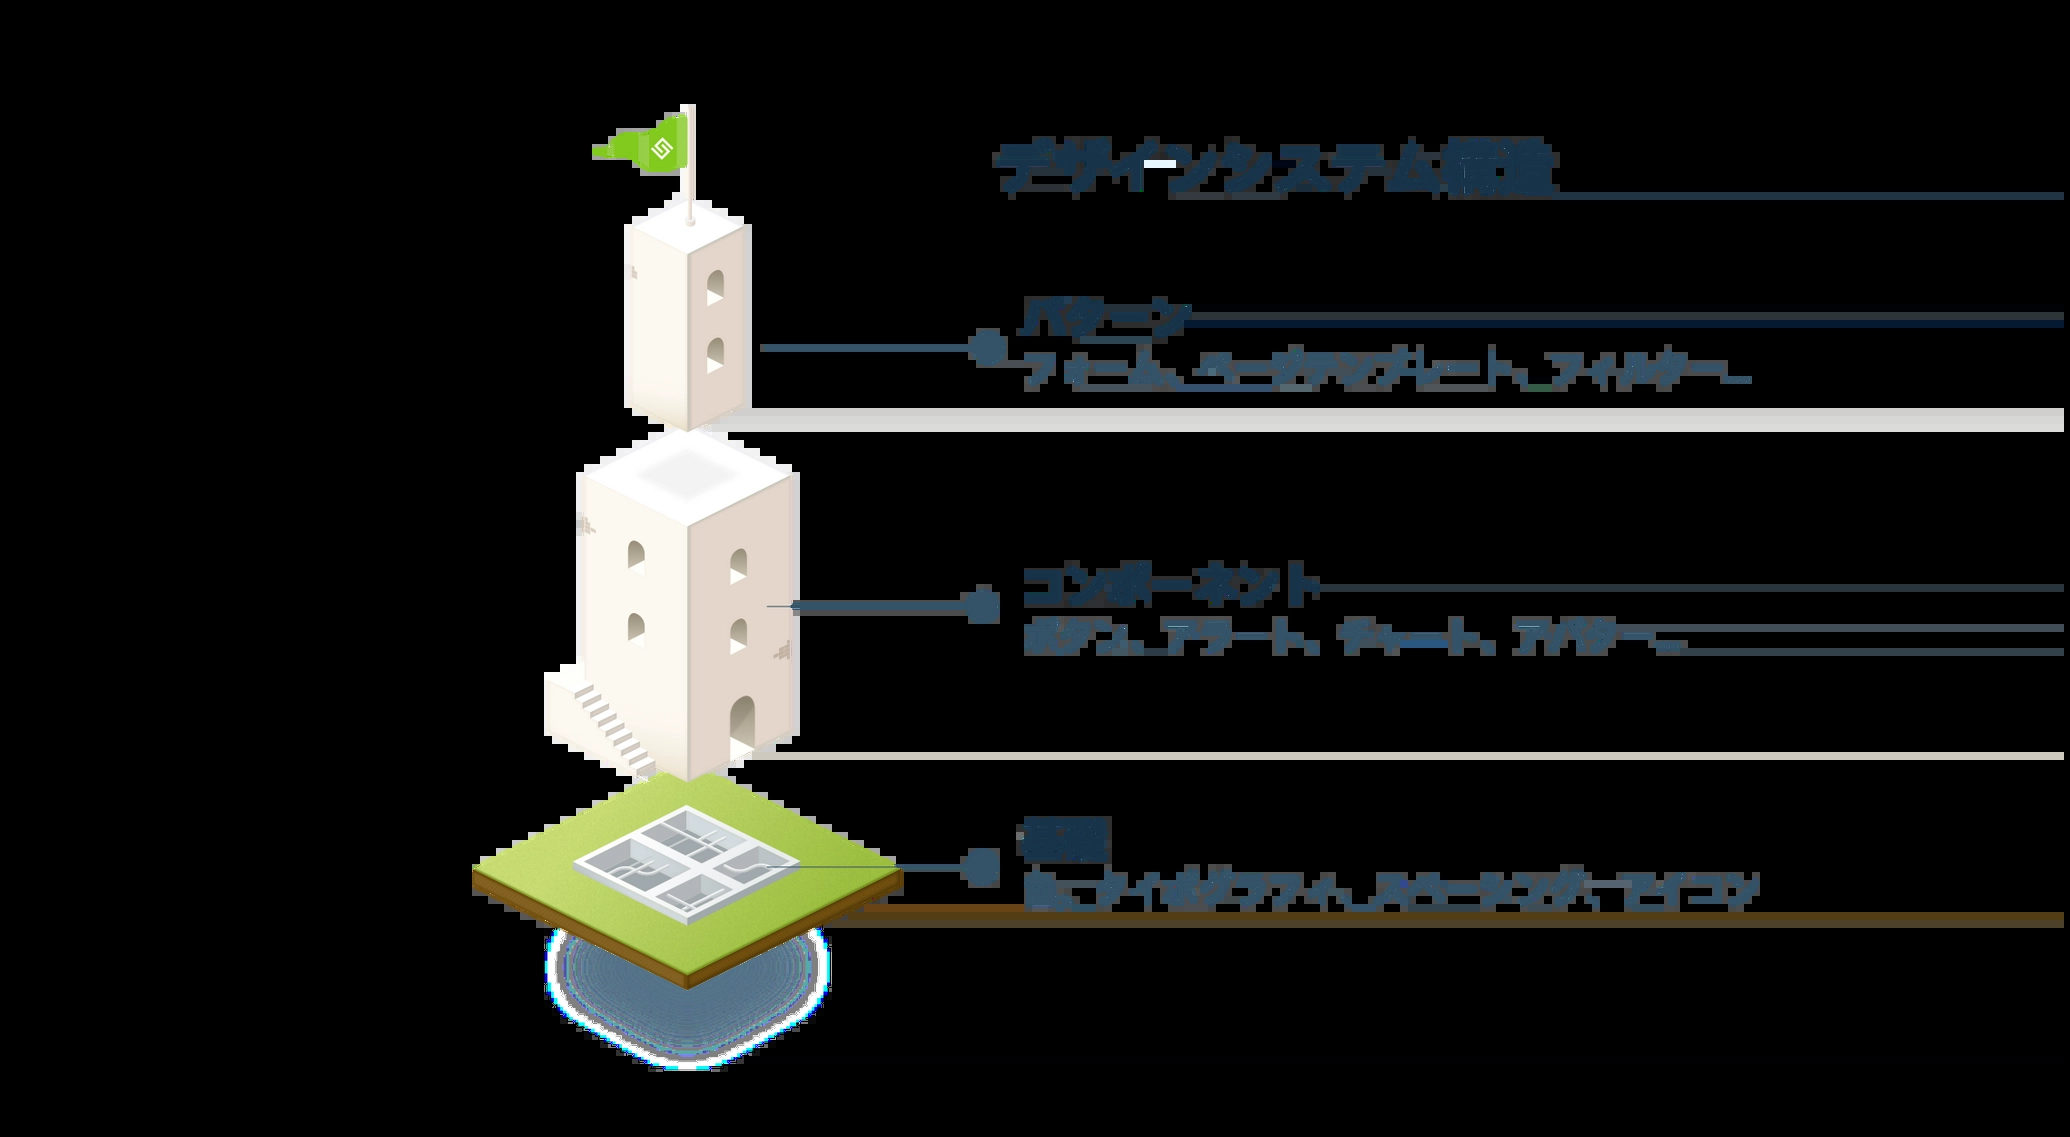 デザインシステム構造
パターン
フォーム、ページテンプレート、フィルター...
コンポーネント
ボタン、アラート、チャート、アバター...
色、タイポグラフィ、スペーシング、アイコン